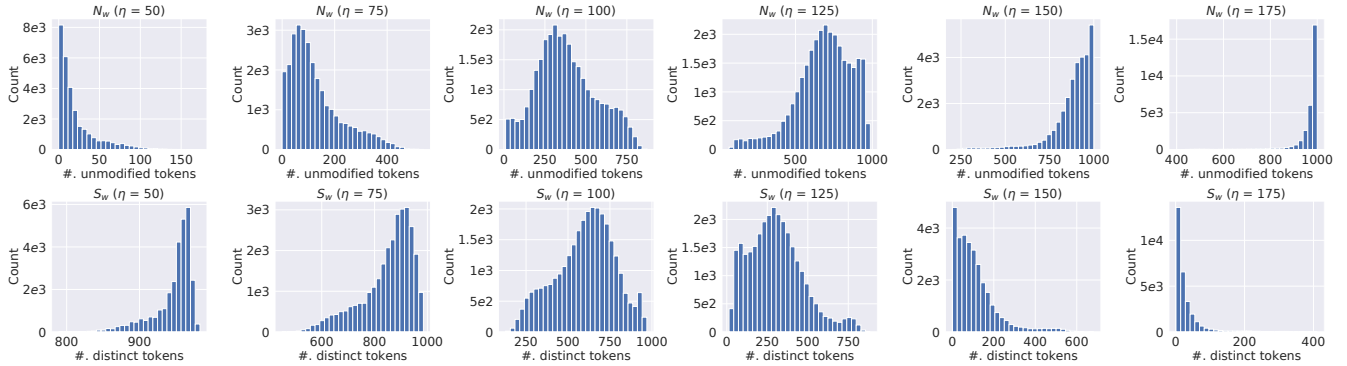 N_w (η = 50) N_w (η = 75) N_w (η = 100) N_w (η = 125) N_w (η = 150) N_w (η = 175)
8e3 3e3 2e3 2e3 4e3 1.5e4
6e3 2e3 1.5e3 1.5e3 2e3 1e4
4e3 1e3 1e3 1e3 0 5e3
2e3 0 5e2 5e2 0
0 0 0
Count Count Count Count Count Count
0 50 100 150 0 200 400 0 250 500 750 500 1000 250 500 750 1000 400 600 800 1000
#. unmodified tokens #. unmodified tokens #. unmodified tokens #. unmodified tokens #. unmodified tokens #. unmodified tokens
S_w (η = 50) S_w (η = 75) S_w (η = 100) S_w (η = 125) S_w (η = 150) S_w (η = 175)
6e3 3e3 2e3 2e3 4e3 1e4
4e3 2e3 1.5e3 1.5e3 2e3 5e3
2e3 1e3 1e3 1e3 0 0
0 0 5e2 5e2
0 0
Count Count Count Count Count Count
800 900 600 800 1000 250 500 750 1000 0 250 500 750 0 200 400 600 0 200 400
#. distinct tokens #. distinct tokens #. distinct tokens #. distinct tokens #. distinct tokens #. distinct tokens